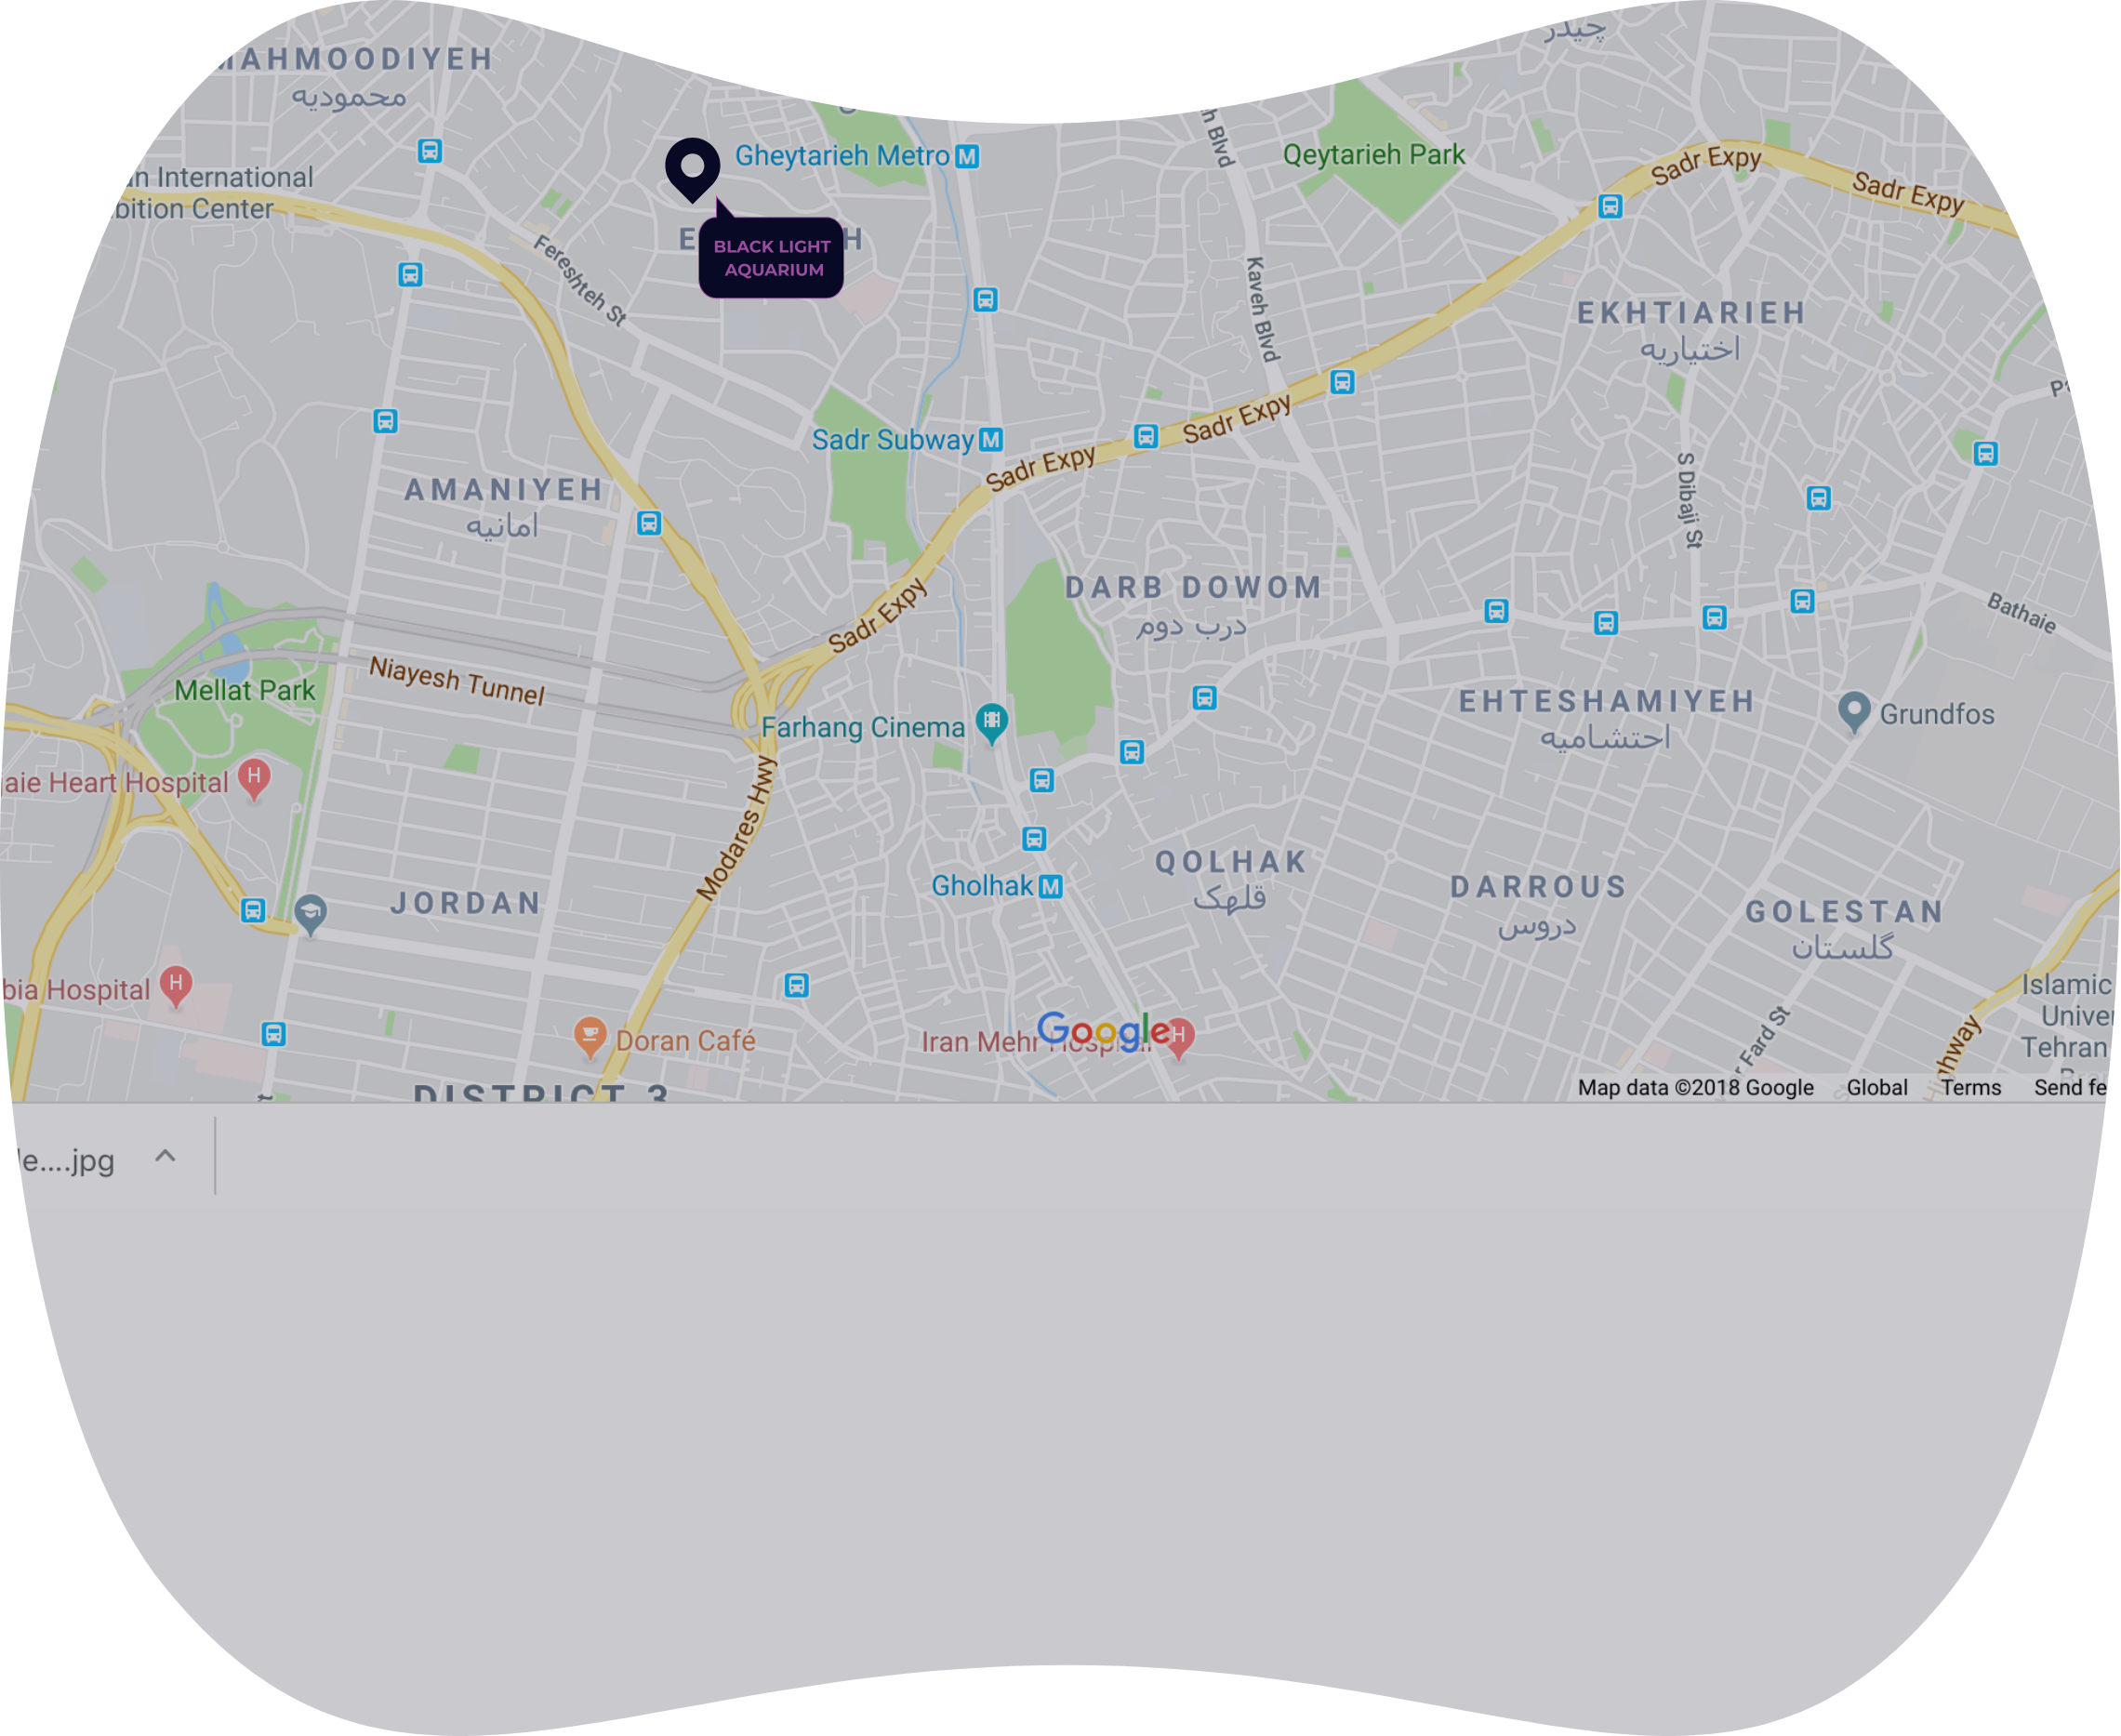 چیذر
AHMOODIYEH
محمودیه
h Blvd
Gheytarieh Metro M
Qeytarieh Park
Sadr Expy
Sadr Expy
an International
bition Center
BLACK LIGHT
AQUARIUM
E
H
Fereshteh St
Kaveh Blvd
EKHTIARIEH
اختیاریه
Sadr Expy
Sadr Subway M
Sadr Expy
S Dibaji St
AMANIYEH
امانیه
DARB DOWOM
درب دوم
Sadr Expy
Bathaie
Niayesh Tunnel
Mellat Park
EHTESHAMIYEH
احتشامیه
Grundfos
Farhang Cinema
aie Heart Hospital H
Modares Hwy
QOLHAK
قلهک
Gholhak M
DARROUS
دروس
JORDAN
GOLESTAN
گلستان
bia Hospital H
Islamic
Univer
Tehran
r Fard St
Highway
Doran Café
Iran Mehr Hospital H
Google
DISTRICT 3
Map data ©2018 Google Global Terms Send fe
le....jpg